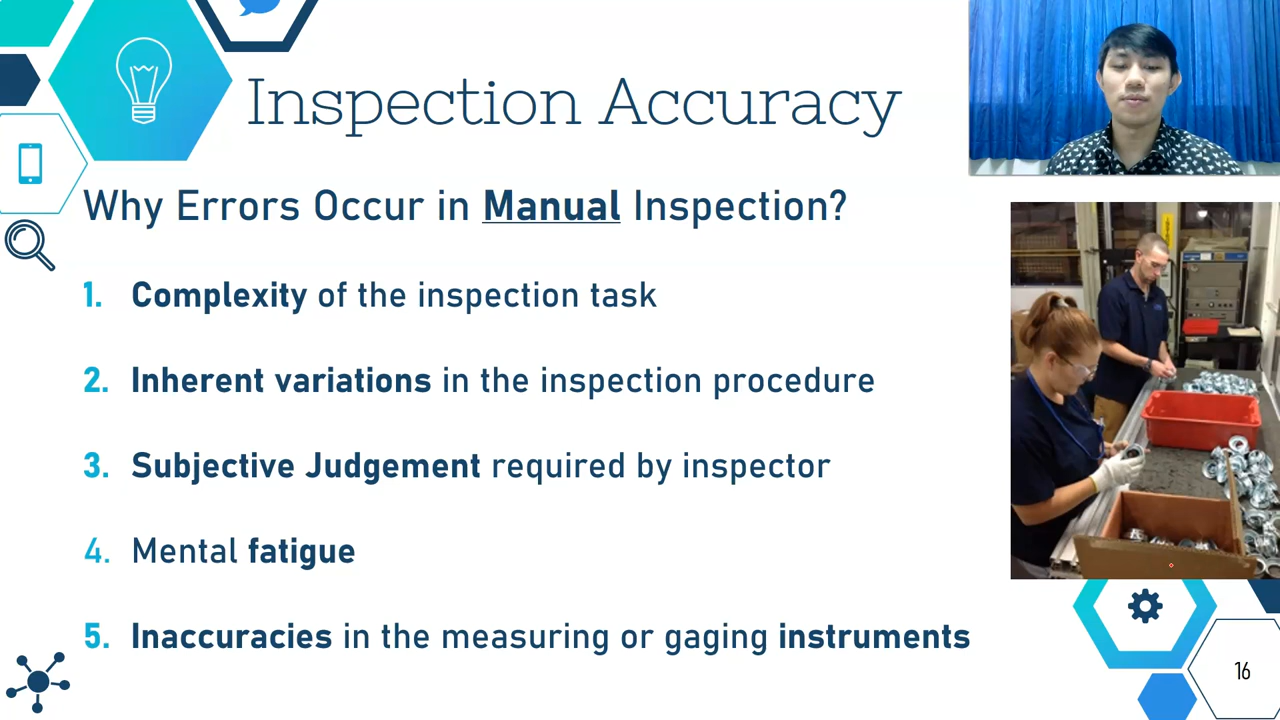 Inspection Accuracy
Why Errors Occur in Manual Inspection?
1. Complexity of the inspection task
2. Inherent variations in the inspection procedure
3. Subjective Judgement required by inspector
4. Mental fatigue
5. Inaccuracies in the measuring or gaging instruments
16